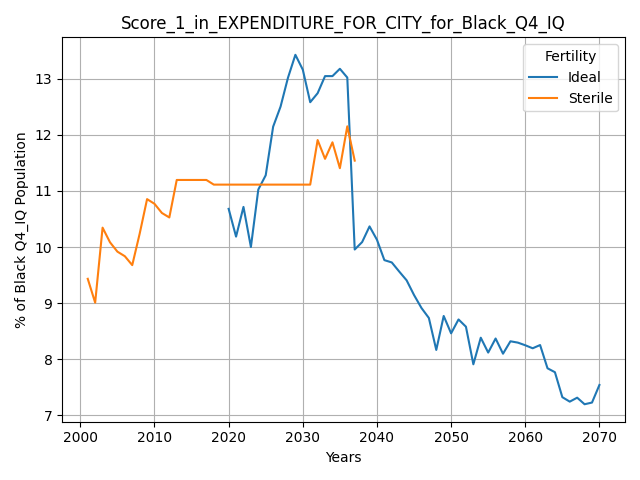 Score_1_in_EXPENDITURE_FOR_CITY_for_Black_Q4_IQ
Fertility
Ideal
Sterile
% of Black Q4_IQ Population
13
12
11
10
9
8
7
2000 2010 2020 2030 2040 2050 2060 2070
Years